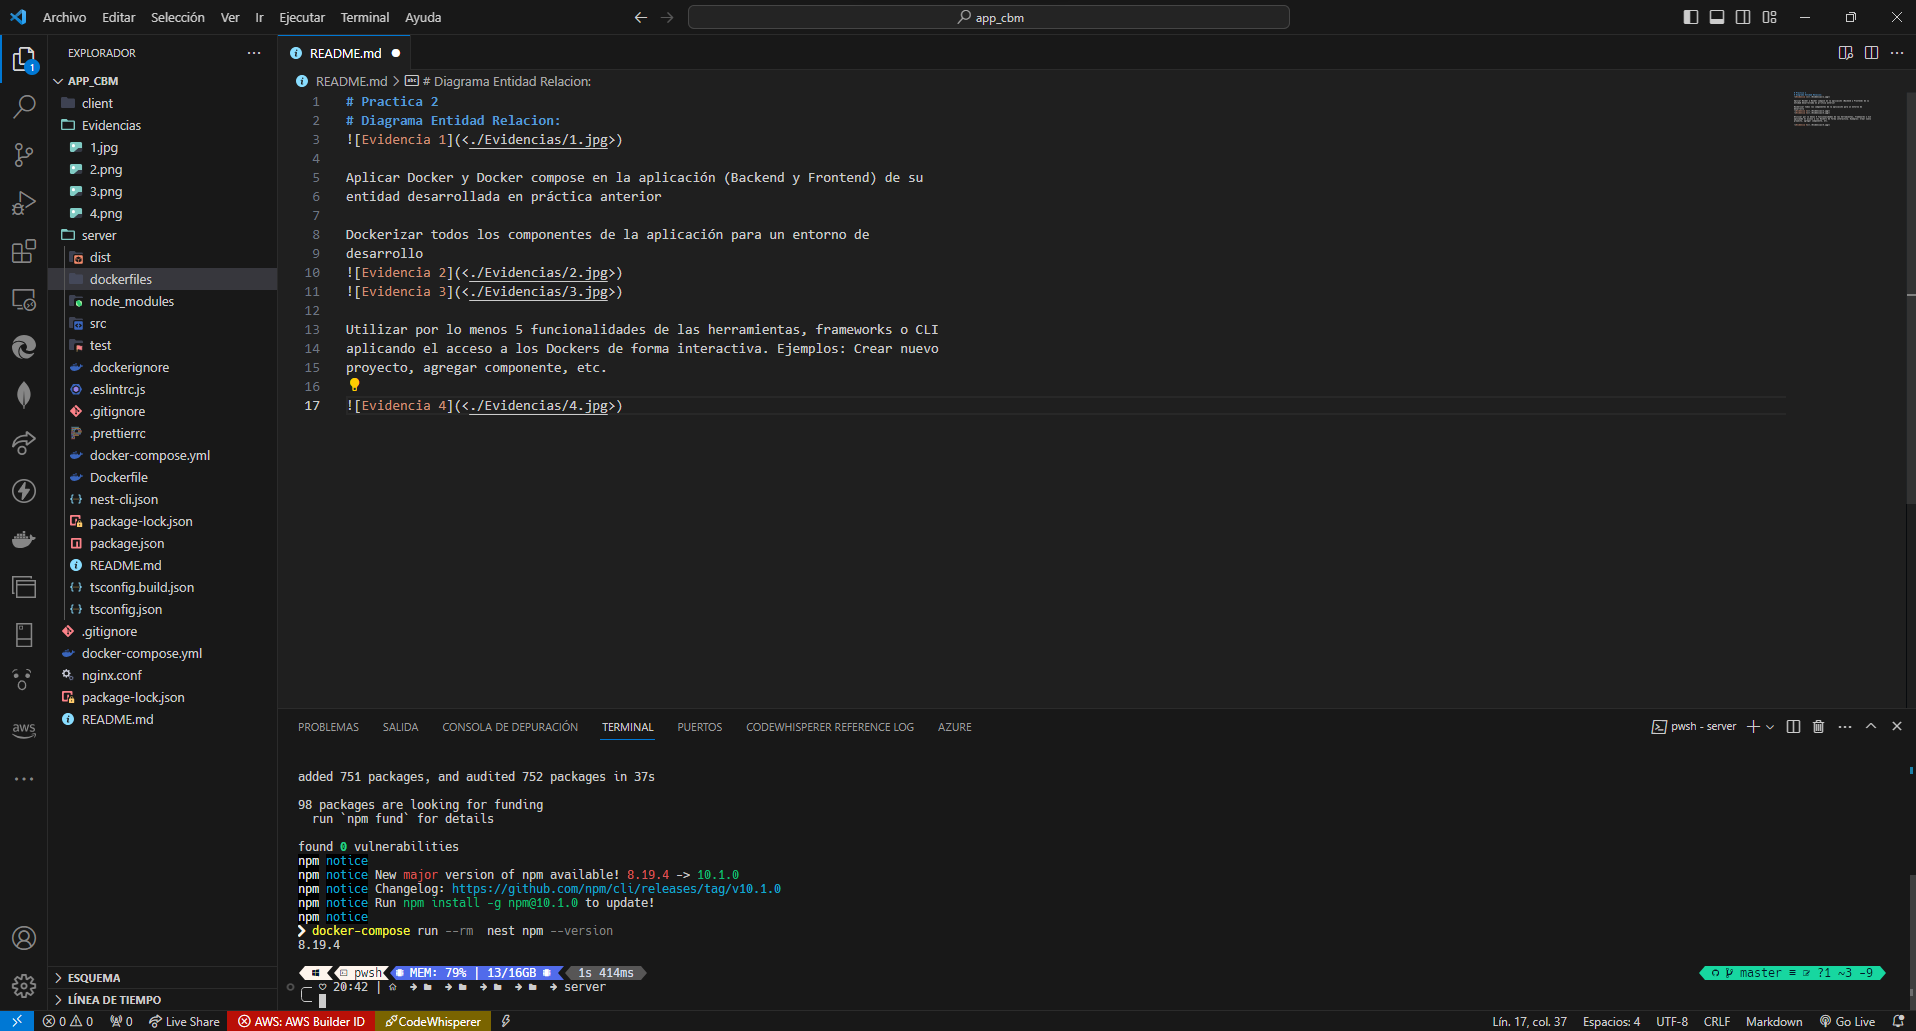 Archivo Editar Selección Ver Ir Ejecutar Terminal Ayuda
app_cbm
EXPLORADOR
APP_CBM
client
Evidencias
1.jpg
2.png
3.png
4.png
server
dist
dockerfiles
node_modules
src
test
.dockerignore
.eslintrc.js
.gitignore
.prettierrc
docker-compose.yml
Dockerfile
nest-cli.json
package-lock.json
package.json
README.md
tsconfig.build.json
tsconfig.json
.gitignore
docker-compose.yml
nginx.conf
package-lock.json
README.md
ESQUEMA
LÍNEA DE TIEMPO
1
aws
README.md
README.md > # Diagrama Entidad Relacion:
1 # Practica 2
2 # Diagrama Entidad Relacion:
3 ![Evidencia 1](<./Evidencias/1.jpg>)
4
5 Aplicar Docker y Docker compose en la aplicación (Backend y Frontend) de su
6 entidad desarrollada en práctica anterior
7
8 Dockerizar todos los componentes de la aplicación para un entorno de
9 desarrollo
10 ![Evidencia 2](<./Evidencias/2.jpg>)
11 ![Evidencia 3](<./Evidencias/3.jpg>)
12
13 Utilizar por lo menos 5 funcionalidades de las herramientas, frameworks o CLI
14 aplicando el acceso a los Dockers de forma interactiva. Ejemplos: Crear nuevo
15 proyecto, agregar componente, etc.
16
17 ![Evidencia 4](<./Evidencias/4.jpg>)
PROBLEMAS SALIDA CONSOLA DE DEPURACIÓN TERMINAL PUERTOS CODEWHISPERER REFERENCE LOG AZURE
pwsh - server
added 751 packages, and audited 752 packages in 37s
98 packages are looking for funding
run `npm fund` for details
found 0 vulnerabilities
npm notice
npm notice New major version of npm available! 8.19.4 -> 10.1.0
npm notice Changelog: https://github.com/npm/cli/releases/tag/v10.1.0
npm notice Run npm install -g npm@10.1.0 to update!
npm notice
❯ docker-compose run --rm  nest npm --version
8.19.4
pwsh MEM: 79% | 13/16GB 1s 414ms
master ≡ ?1 ~3 -9
20:42 | server
0 0 0 Live Share AWS: AWS Builder ID CodeWhisperer
Lín. 17, col. 37 Espacios: 4 UTF-8 CRLF Markdown Go Live